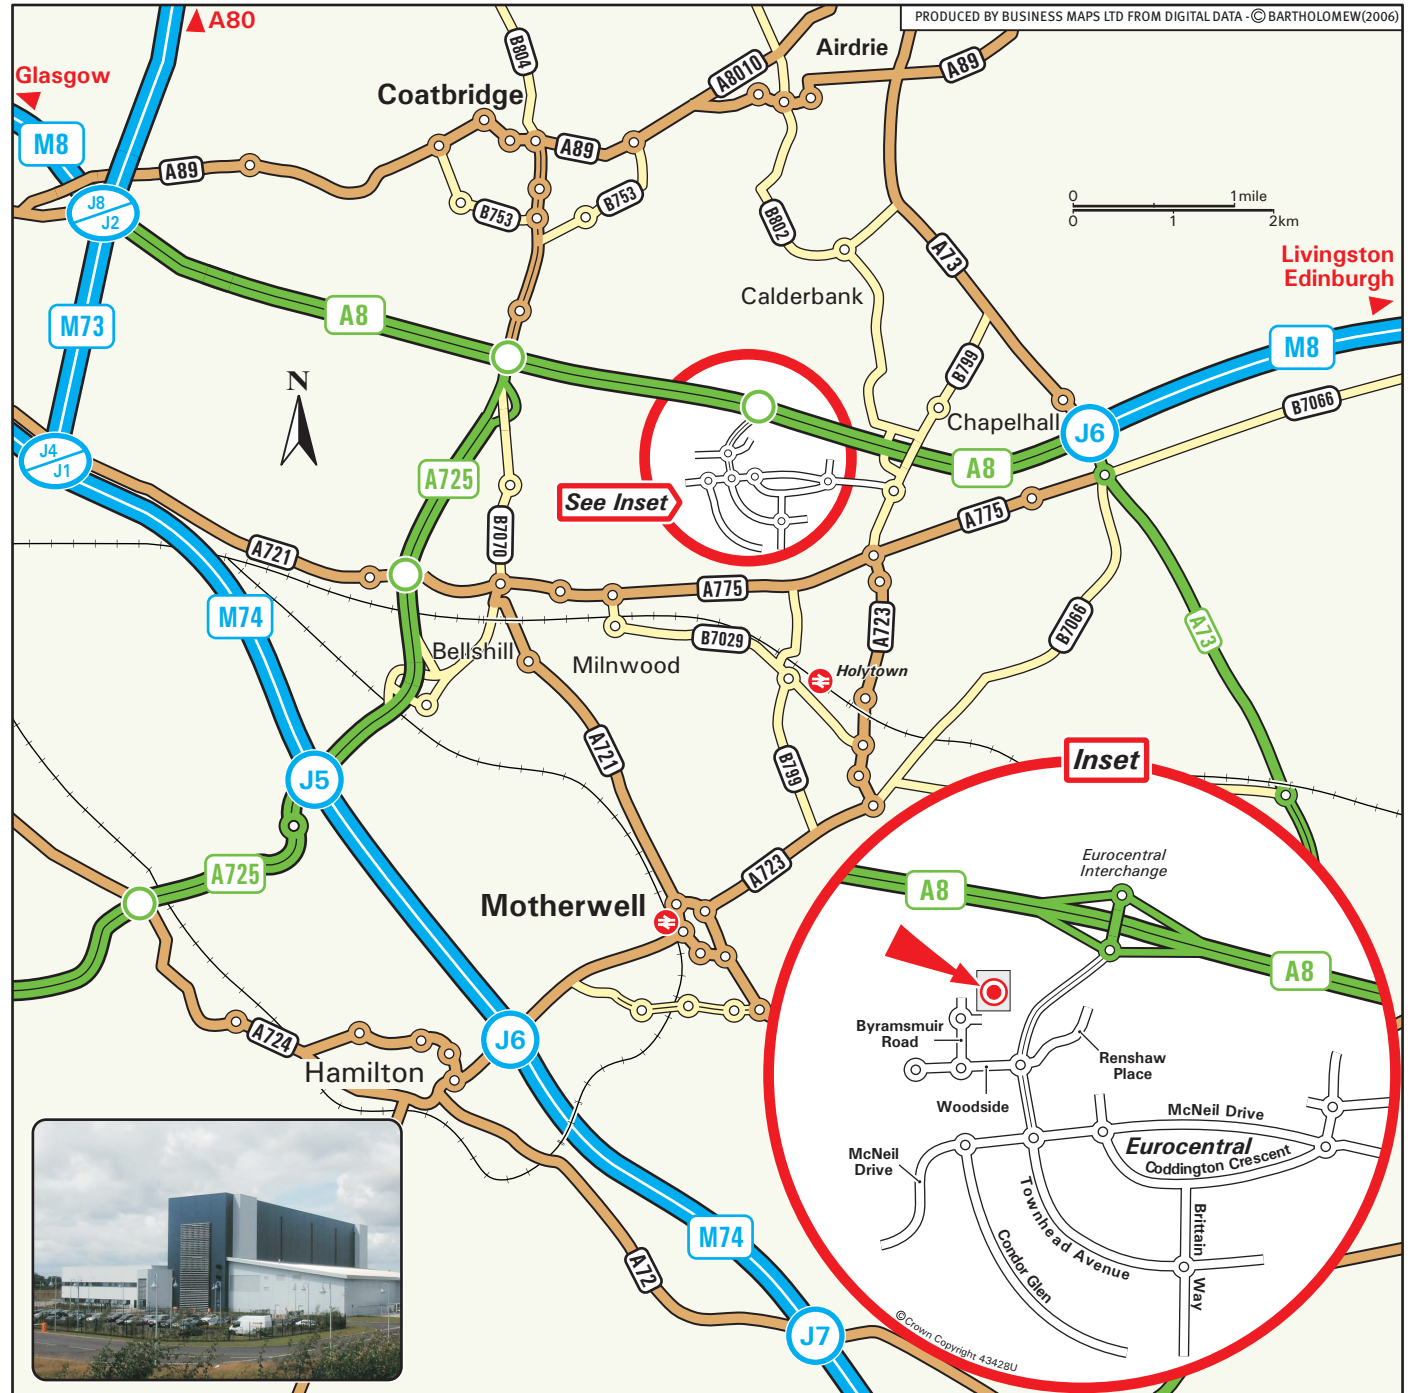 PRODUCED BY BUSINESS MAPS LTD FROM DIGITAL DATA - © BARTHOLOMEW(2006)
A80
Glasgow
M8
B804
A8010
Airdrie
A89
Coatbridge
A89
A89
B753
B753
J8
J2
B802
0 1mile
0 1 2km
A73
Livingston
Edinburgh
Calderbank
M73
A8
M8
B799
N
B7066
Chapelhall
J6
J4
J1
A8
A725
See Inset
A775
B7070
A721
A775
M74
A723
B7066
A73
B7029
Bellshill
Milnwood
Holytown
A721
Inset
B799
J5
A725
A723
Eurocentral
Interchange
A8
Motherwell
A8
Byramsmuir
Road
A724
J6
Renshaw
Place
Hamilton
Woodside
McNeil Drive
Eurocentral
Coddington Crescent
McNeil
Drive
Townhead Avenue
Brittain Way
Condor Glen
M74
A72
©Crown Copyright 43428U
J7